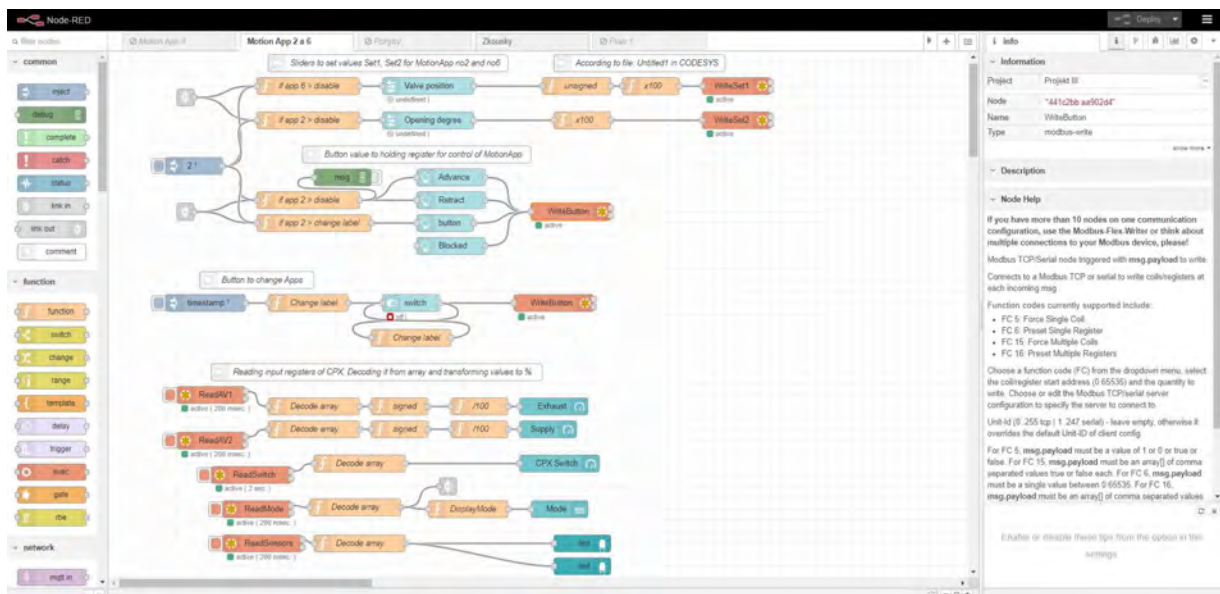 Node-RED
Deploy
filter nodes
Motion App 2 a 6
Zkousky
Flow 1
info
common
inject
debug
complete
catch
status
link in
link out
comment
function
function
switch
change
range
template
delay
trigger
exec
gate
rbe
network
mqtt in
Sliders to set values Set1, Set2 for MotionApp no2 and no6
According to file: Untitled1 in CODESYS
if app 6 > disable
Valve position
undefined |
unsigned
x100
WriteSet1
active
if app 2 > disable
Opening degree
undefined |
x100
WriteSet2
active
Button value to holding register for control of MotionApp
2 ¹
msg
Advance
if app 2 > disable
Retract
if app 2 > change label
button
Blocked
WriteButton
active
Button to change Apps
timestamp ¹
Change label
switch
WriteButton
active
Change label
Reading input registers of CPX. Decoding it from array and transforming values to %
ReadAV1
active ( 200 msec. )
Decode array
signed
/100
Exhaust
ReadAV2
active ( 200 msec. )
Decode array
signed
/100
Supply
ReadSwitch
active ( 2 sec. )
Decode array
CPX Switch
ReadMode
active ( 200 msec. )
Decode array
DisplayMode
Mode
ReadSensors
active ( 200 msec. )
Decode array
Information
Project Projekt III
Node "441c2bb aa902d4"
Name WriteButton
Type modbus-write
show more
Description
Node Help
If you have more than 10 nodes on one communication
configuration, use the Modbus-Flex-Writer or think about
multiple connections to your Modbus device, please!
Modbus TCP/Serial node triggered with msg.payload to write.
Connects to a Modbus TCP or serial to write coils/registers at
each incoming msg.
Function codes currently supported include:
• FC 5: Force Single Coil
• FC 6: Preset Single Register
• FC 15: Force Multiple Coils
• FC 16: Preset Multiple Registers
Choose a function code (FC) from the dropdown menu, select
the coil/register start address (0:65535) and the quantity to
write. Choose or edit the Modbus TCP/serial server
configuration to specify the server to connect to.
Unit-Id (0..255 tcp | 1..247 serial) - leave empty, otherwise it
overrides the default Unit-ID of client config.
For FC 5, msg.payload must be a value of 1 or 0 or true or
false. For FC 15, msg.payload must be an array[] of comma
separated values true or false each. For FC 6, msg.payload
must be a single value between 0:65535. For FC 16,
msg.payload must be an array[] of comma separated values
Enable or disable these tips from the option in the
settings